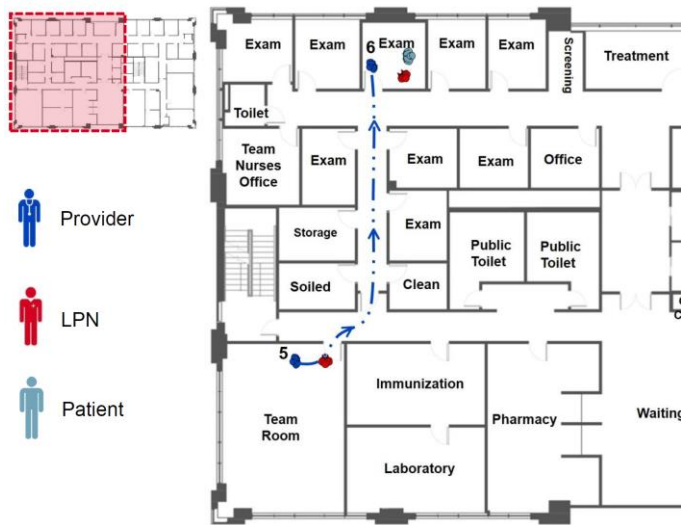 6
Exam
Exam
Exam
Exam
Exam
Screening
Treatment
Toilet
Team
Nurses
Office
Exam
Exam
Exam
Office
Provider
Storage
Exam
Public
Toilet
Public
Toilet
Soiled
Clean
LPN
5
Immunization
Patient
Team
Room
Pharmacy
Waiting
Laboratory